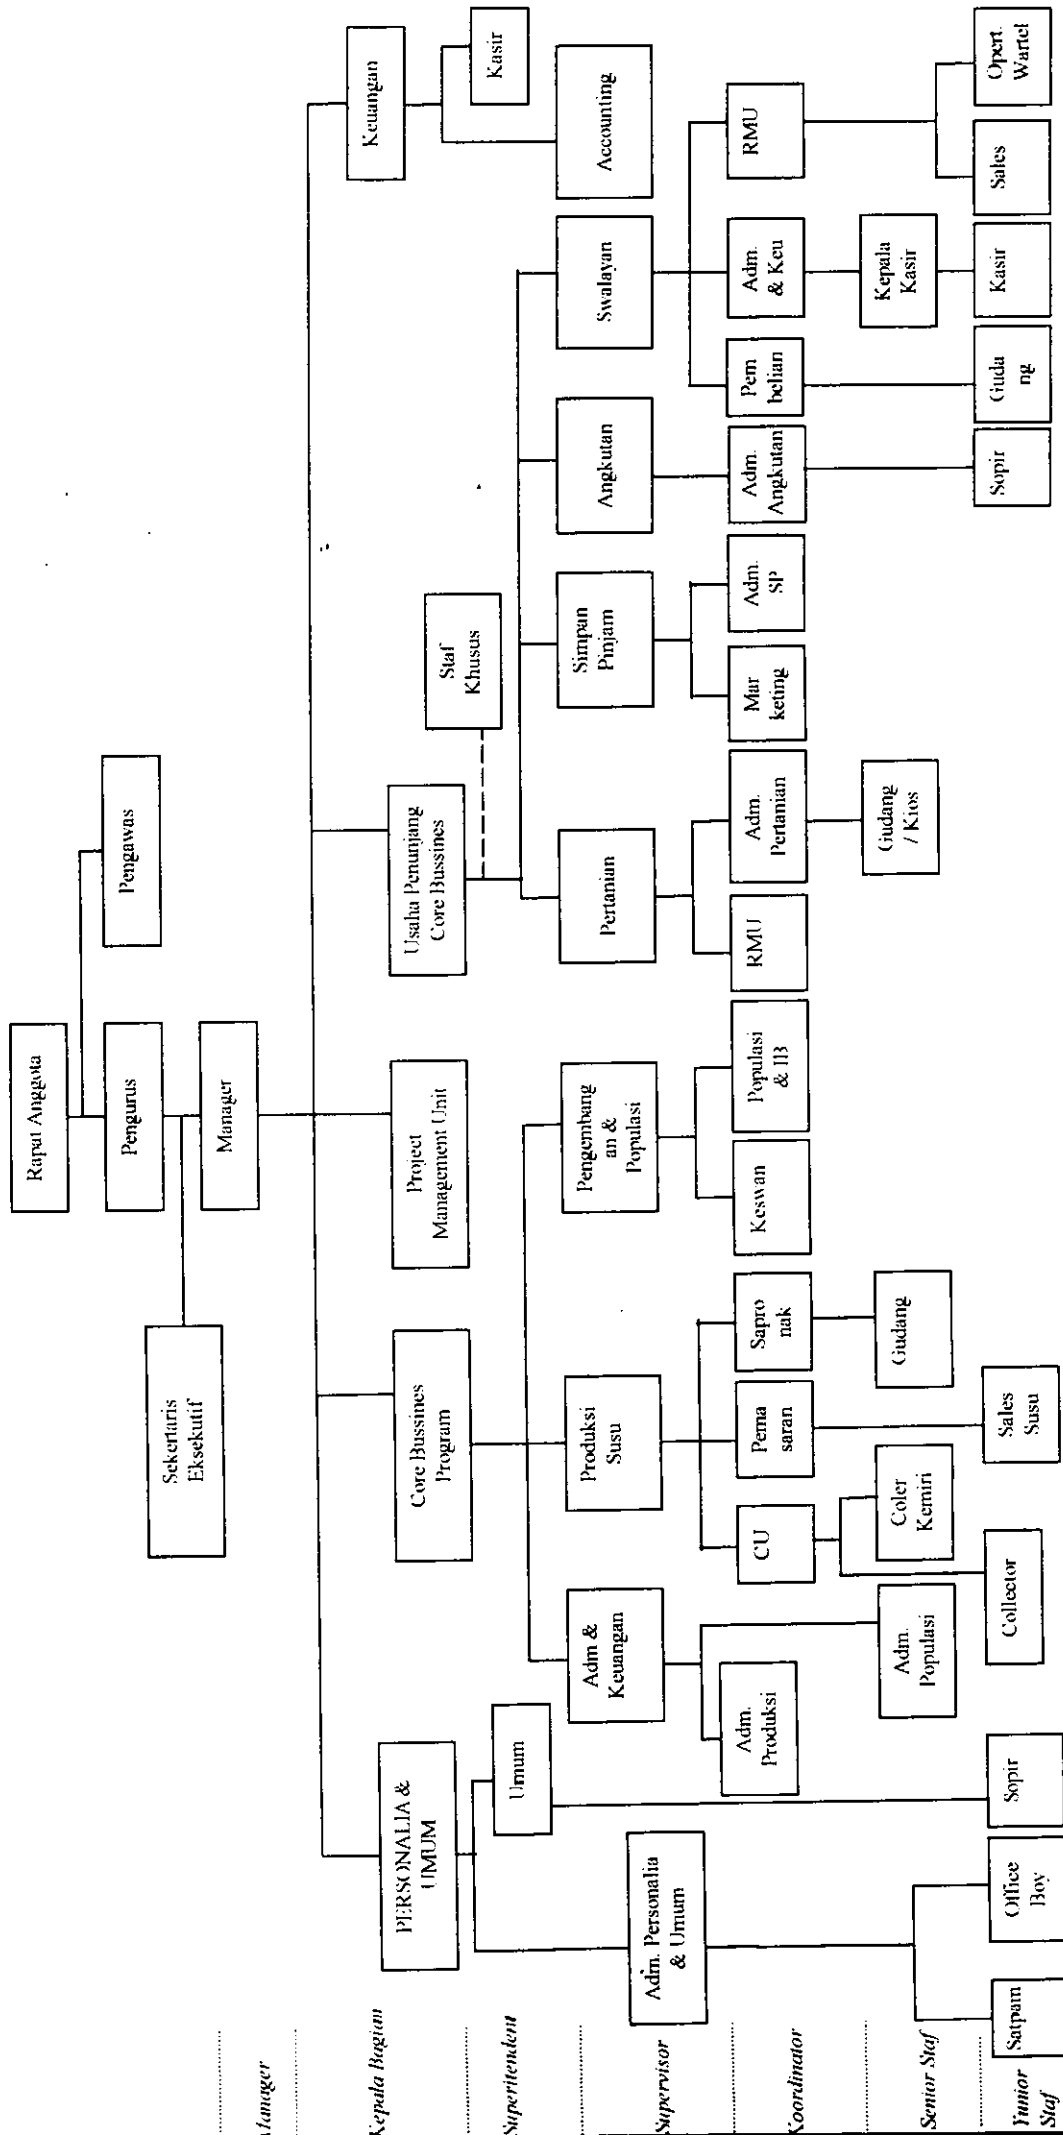 Rapat Anggota
Pengawas
Pengurus
Sekertaris
Eksekutif
Manager
Manager
Kepala Bagian
PERSONALIA &
UMUM
Core Bussines
Program
Project
Management Unit
Usaha Penunjang
Core Bussines
Keuangan
Staf
Khusus
Superitendent
Umum
Kasir
Supervisor
Adm. Personalia
& Umum
Adm &
Keuangan
Produksi
Susu
Pengembang
an &
Populasi
Pertanian
Simpan
Pinjam
Angkutan
Swalayan
Accounting
Koordinator
Adm.
Produksi
CU
Pema
saran
Sapro
nak
Keswan
Populasi
& IB
RMU
Adm.
Pertanian
Mar
keting
Adm.
SP
Adm.
Angkutan
Pem
belian
Adm.
& Keu
RMU
Senior Staf
Adm.
Populasi
Coler
Kemiri
Gudang
Gudang
/ Kios
Kepala
Kasir
Yunior
Staf
Satpam
Office
Boy
Sopir
Collector
Sales
Susu
Sopir
Guda
ng
Kasir
Sales
Opert.
Wartel